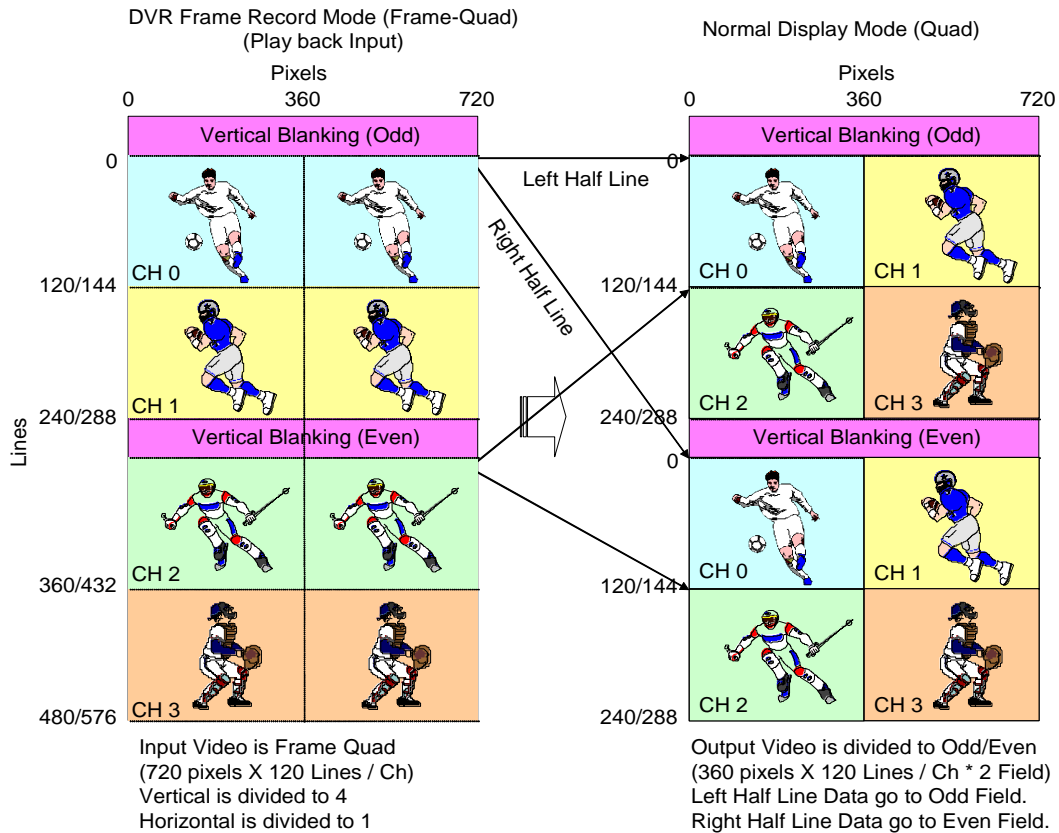 DVR Frame Record Mode (Frame-Quad)
(Play back Input)
Pixels
0 360 720
Vertical Blanking (Odd)
0
CH 0
120/144
CH 1
240/288
Vertical Blanking (Even)
Lines
CH 2
360/432
CH 3
480/576
Input Video is Frame Quad
(720 pixels X 120 Lines / Ch)
Vertical is divided to 4
Horizontal is divided to 1
Left Half Line
Right Half Line
Normal Display Mode (Quad)
Pixels
0 360 720
Vertical Blanking (Odd)
0
CH 0 CH 1
120/144
CH 2 CH 3
240/288
Vertical Blanking (Even)
0
CH 0 CH 1
120/144
CH 2 CH 3
240/288
Output Video is divided to Odd/Even
(360 pixels X 120 Lines / Ch * 2 Field)
Left Half Line Data go to Odd Field.
Right Half Line Data go to Even Field.